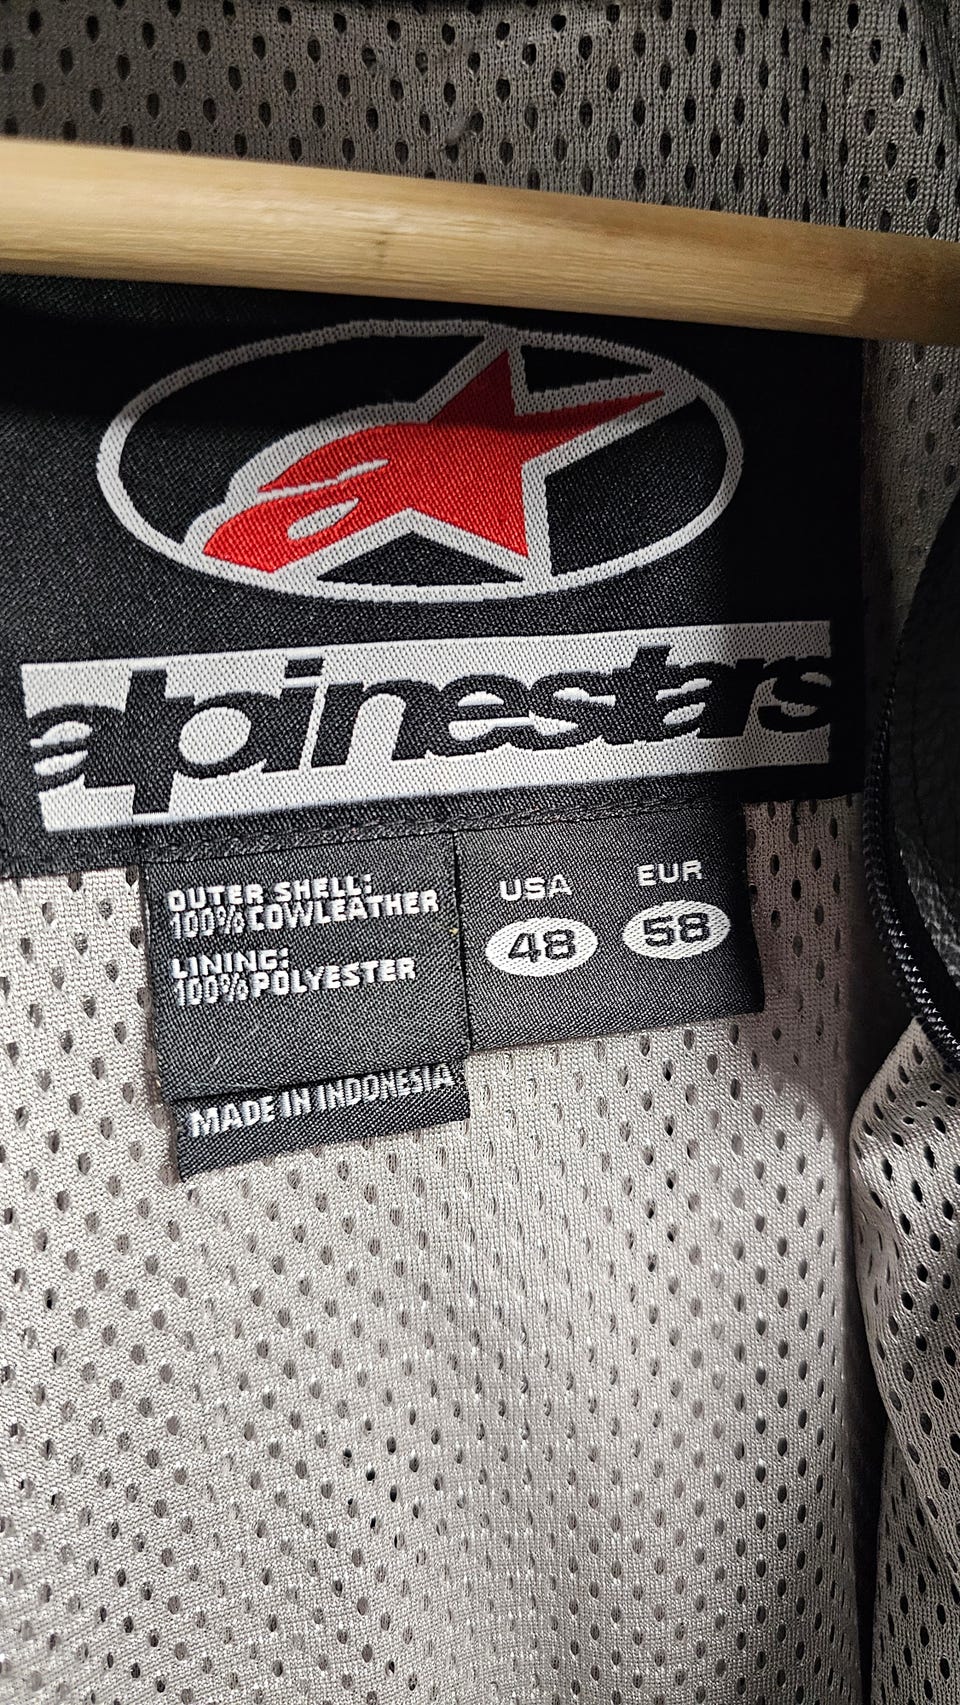 alpinestars
OUTER SHELL:
100% COWLEATHER
LINING:
100% POLYESTER
MADE IN INDONESIA
USA
48
EUR
58